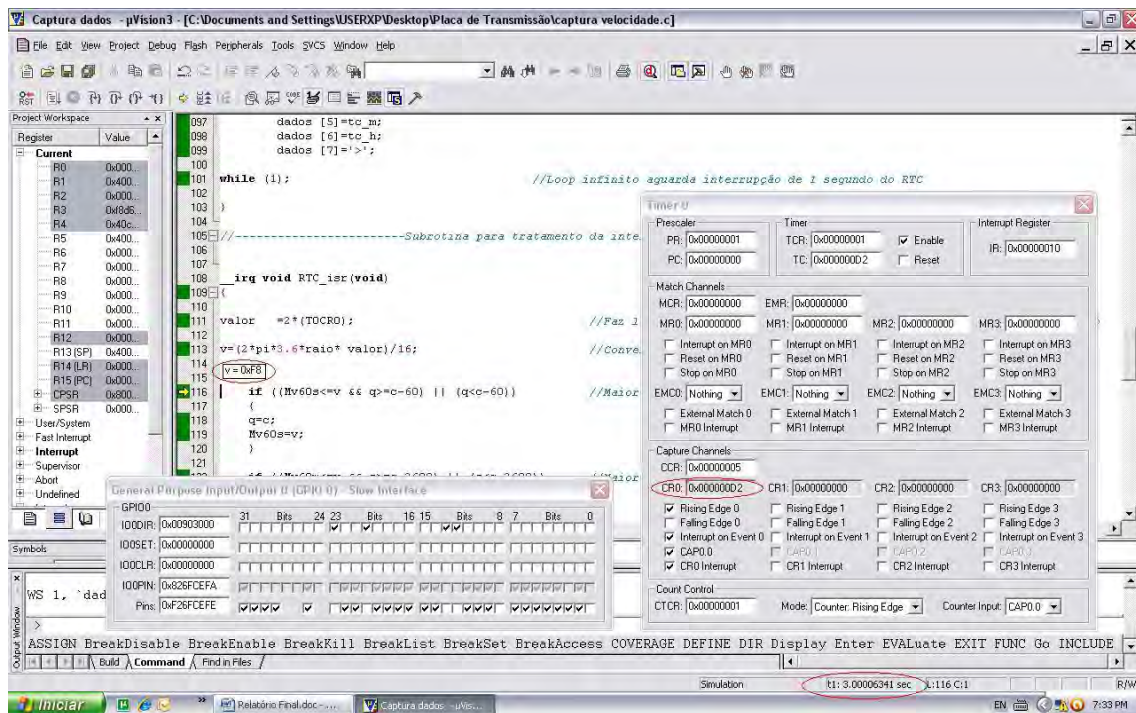 Captura dados - µVision3 - [C:\Documents and Settings\USERXP\Desktop\Placa de Transmissão\captura velocidade.c]
File Edit View Project Debug Flash Peripherals Tools SVCS Window Help
Project Workspace
Register Value
Current
R0 0x000...
R1 0x400...
R2 0x000...
R3 0xf8d6...
R4 0x40c...
R5 0x400...
R6 0x000...
R7 0x000...
R8 0x000...
R9 0x000...
R10 0x000...
R11 0x000...
R12 0x000...
R13 (SP) 0x400...
R14 (LR) 0x000...
R15 (PC) 0x000...
CPSR 0x800...
SPSR 0x000...
User/System
Fast Interrupt
Interrupt
Supervisor
Abort
Undefined
097 dados [5]=tc_m;
098 dados [6]=tc_h;
099 dados [7]='>';
100
101 while (1); //Loop infinito aguarda interrupção de 1 segundo do RTC
102
103 }
104
105 //------------------------Subrotina para tratamento da inte
106
107
108 __irq void RTC_isr(void)
109 {
110
111 valor =2*(T0CR0); //Faz l
112
113 v=(2*pi*3.6*raio* valor)/16; //Conve
114
v = 0xF8
115
116 if ((Mv60s<=v && q>=c-60) || (q<c-60)) //Maior
117 {
118 q=c;
119 Mv60s=v;
120 }
121
Timer 0
Prescaler
PR: 0x00000001
PC: 0x00000000
Timer
TCR: 0x00000001 Enable
TC: 0x000000D2 Reset
Interrupt Register
IR: 0x00000010
Match Channels
MCR: 0x00000000 EMR: 0x00000000
MR0: 0x00000000 MR1: 0x00000000 MR2: 0x00000000 MR3: 0x00000000
Interrupt on MR0 Interrupt on MR1 Interrupt on MR2 Interrupt on MR3
Reset on MR0 Reset on MR1 Reset on MR2 Reset on MR3
Stop on MR0 Stop on MR1 Stop on MR2 Stop on MR3
EMC0: Nothing EMC1: Nothing EMC2: Nothing EMC3: Nothing
External Match 0 External Match 1 External Match 2 External Match 3
MR0 Interrupt MR1 Interrupt MR2 Interrupt MR3 Interrupt
Capture Channels
CCR: 0x00000005
CR0: 0x000000D2 CR1: 0x00000000 CR2: 0x00000000 CR3: 0x00000000
Rising Edge 0 Rising Edge 1 Rising Edge 2 Rising Edge 3
Falling Edge 0 Falling Edge 1 Falling Edge 2 Falling Edge 3
Interrupt on Event 0 Interrupt on Event 1 Interrupt on Event 2 Interrupt on Event 3
CAP0.0 CAP0.1 CAP0.2 CAP0.3
CR0 Interrupt CR1 Interrupt CR2 Interrupt CR3 Interrupt
Count Control
CTCR: 0x00000001 Mode: Counter: Rising Edge Counter Input: CAP0.0
General Purpose Input/Output 0 (GPIO 0) - Slow Interface
GPIO0
31 Bits 24 23 Bits 16 15 Bits 8 7 Bits 0
IO0DIR: 0x00903000
IO0SET: 0x00000000
IO0CLR: 0x00000000
IO0PIN: 0x826FCEFA
Pins: 0xF26FCEFE
Symbols
Output Window
WS 1, `dad
>
ASSIGN BreakDisable BreakEnable BreakKill BreakList BreakSet BreakAccess COVERAGE DEFINE DIR Display Enter EVALuate EXIT FUNC Go INCLUDE
Build Command Find in Files
Simulation t1: 3.00006341 sec L:116 C:1 R/W
Iniciar Relatório Final.doc -... Captura dados - µVis... EN 7:33 PM